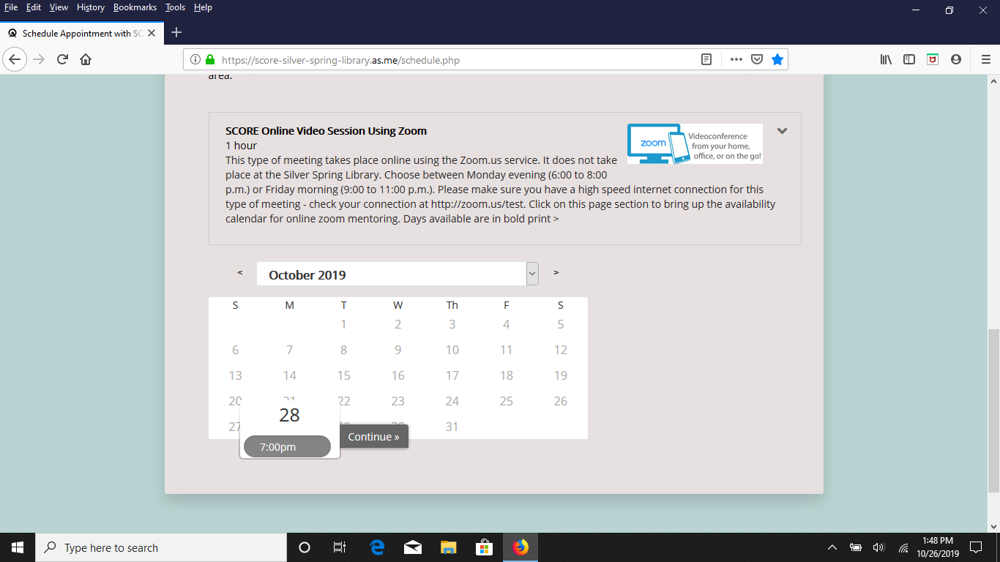 File Edit View History Bookmarks Tools Help
Schedule Appointment with SC
https://score-silver-spring-library.as.me/schedule.php
area.
SCORE Online Video Session Using Zoom
1 hour
This type of meeting takes place online using the Zoom.us service. It does not take
place at the Silver Spring Library. Choose between Monday evening (6:00 to 8:00
p.m.) or Friday morning (9:00 to 11:00 p.m.). Please make sure you have a high speed internet connection for this
type of meeting - check your connection at http://zoom.us/test. Click on this page section to bring up the availability
calendar for online zoom mentoring. Days available are in bold print >
zoom
Videoconference
from your home,
office, or on the go!
< October 2019 >
S M T W Th F S
1 2 3 4 5
6 7 8 9 10 11 12
13 14 15 16 17 18 19
20 21 22 23 24 25 26
27 28 29 30 31
7:00pm
Continue »
Type here to search
1:48 PM
10/26/2019